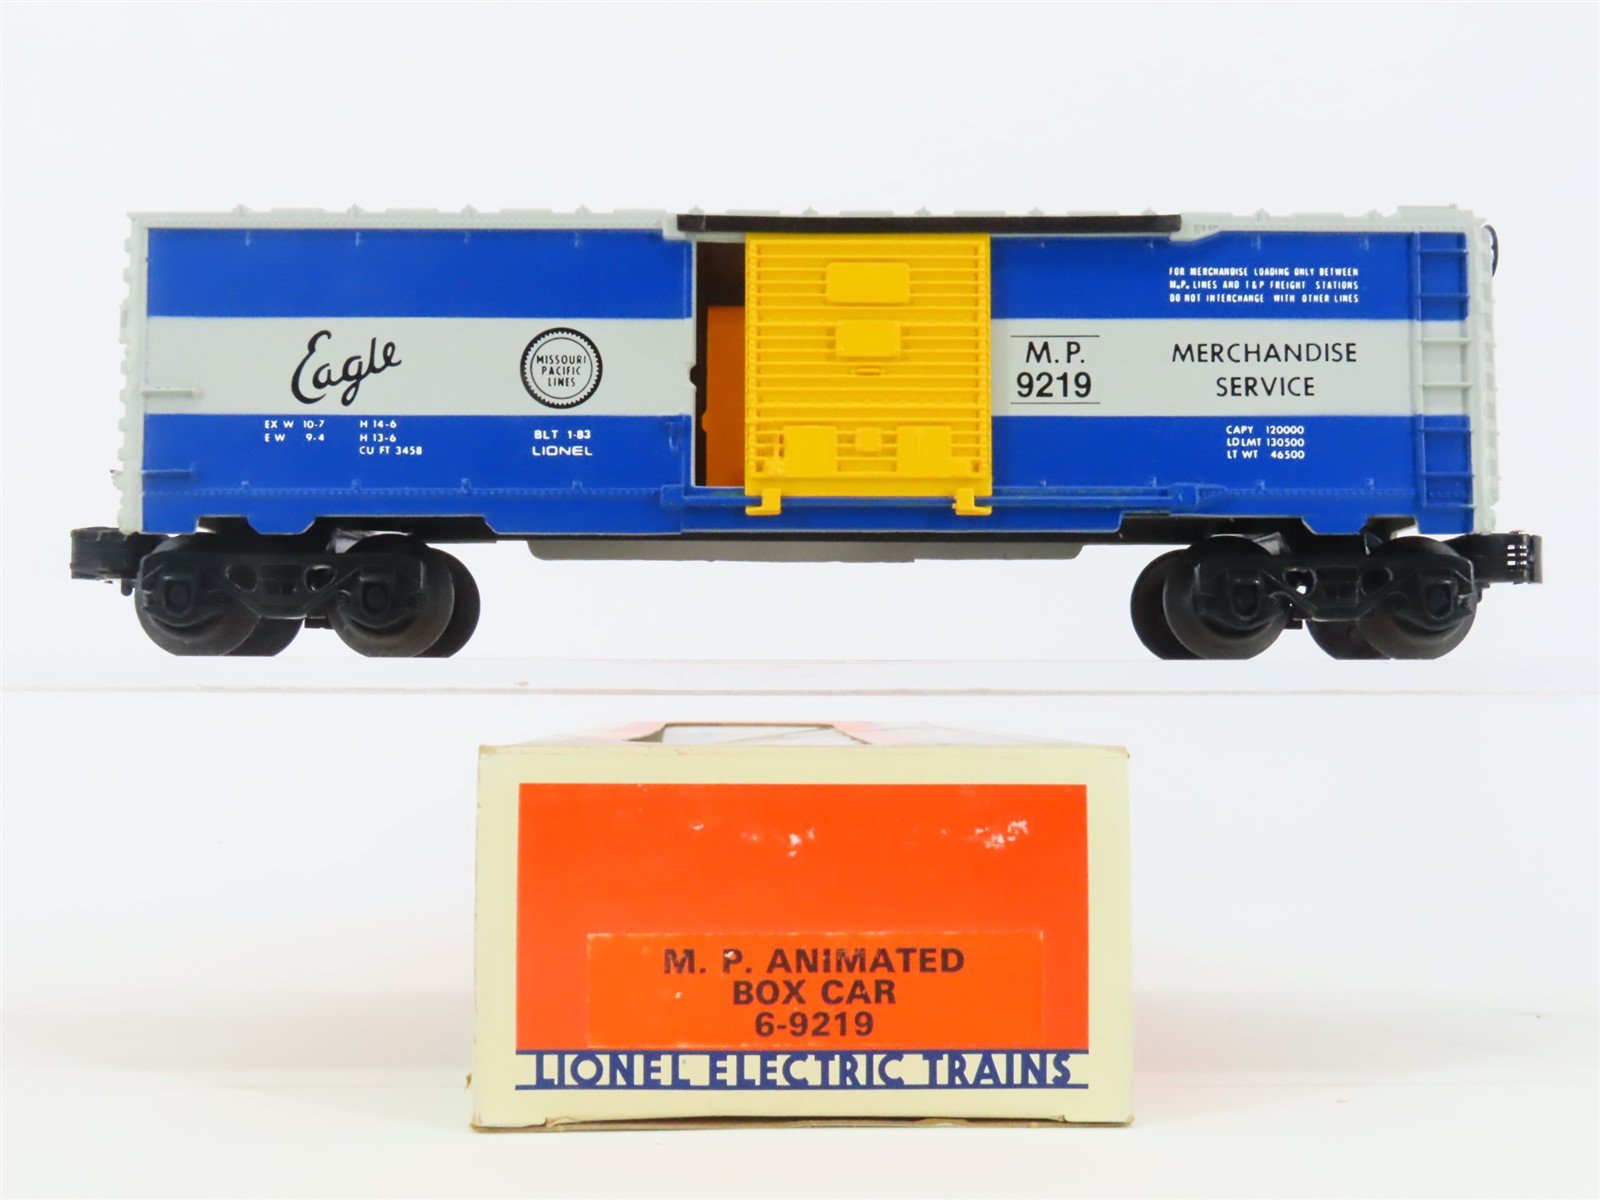 Eagle
MISSOURI
PACIFIC
LINES
EX W 10-7 H 14-6
E W 9-4 H 13-6
CU FT 3458
BLT 1-83
LIONEL
M.P.
9219
FOR MERCHANDISE LOADING ONLY BETWEEN
M.P. LINES AND T&P FREIGHT STATIONS
DO NOT INTERCHANGE WITH OTHER LINES
MERCHANDISE
SERVICE
CAPY 120000
LD LMT 130500
LT WT 46500
M. P. ANIMATED
BOX CAR
6-9219
LIONEL ELECTRIC TRAINS